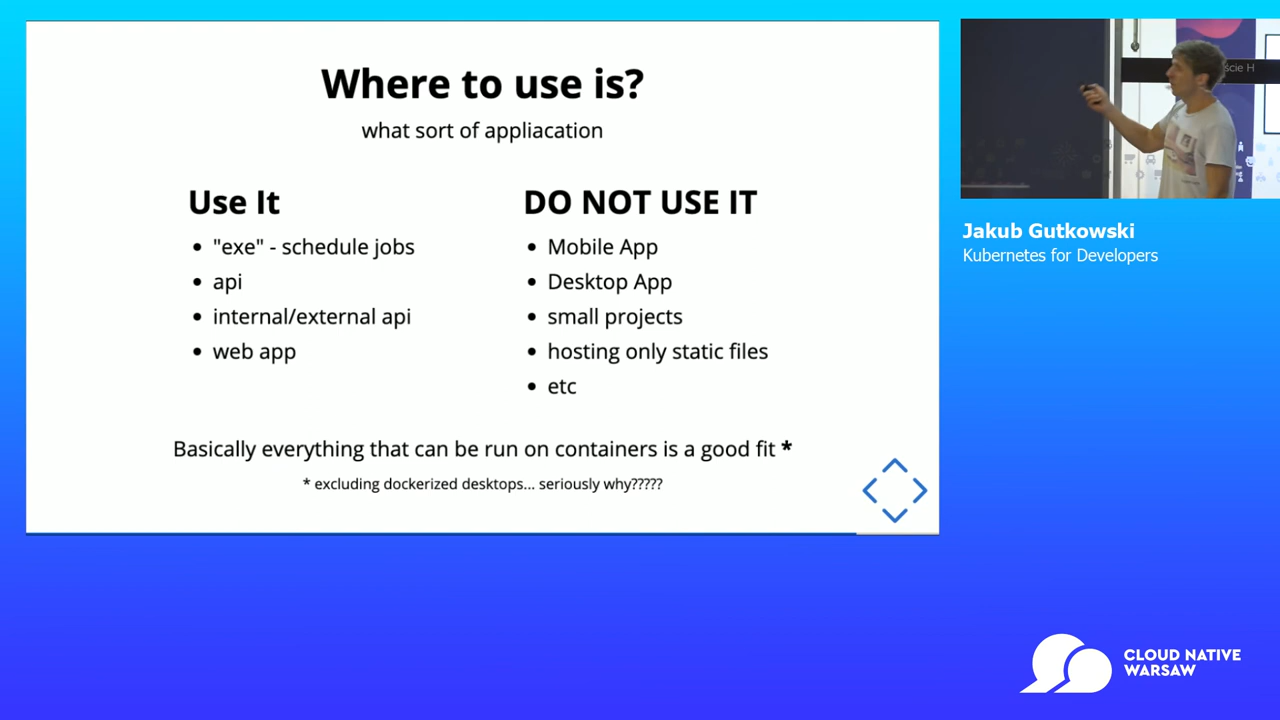 Where to use is?
what sort of appliacation
Use It
"exe" - schedule jobs
api
internal/external api
web app
DO NOT USE IT
Mobile App
Desktop App
small projects
hosting only static files
etc
Basically everything that can be run on containers is a good fit *
* excluding dockerized desktops... seriously why?????
ście H
Jakub Gutkowski
Kubernetes for Developers
CLOUD NATIVE
WARSAW